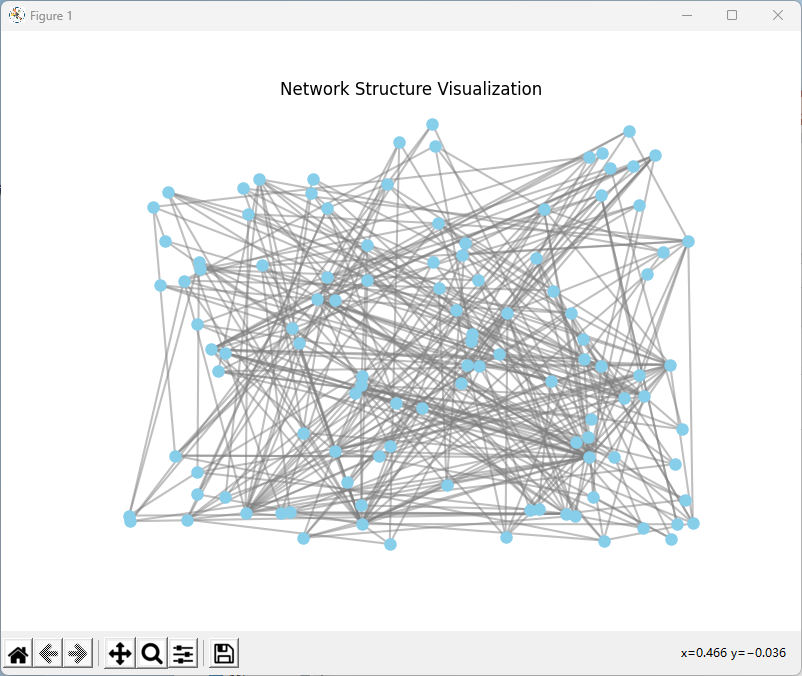 Figure 1
Network Structure Visualization
x=0.466 y=−0.036